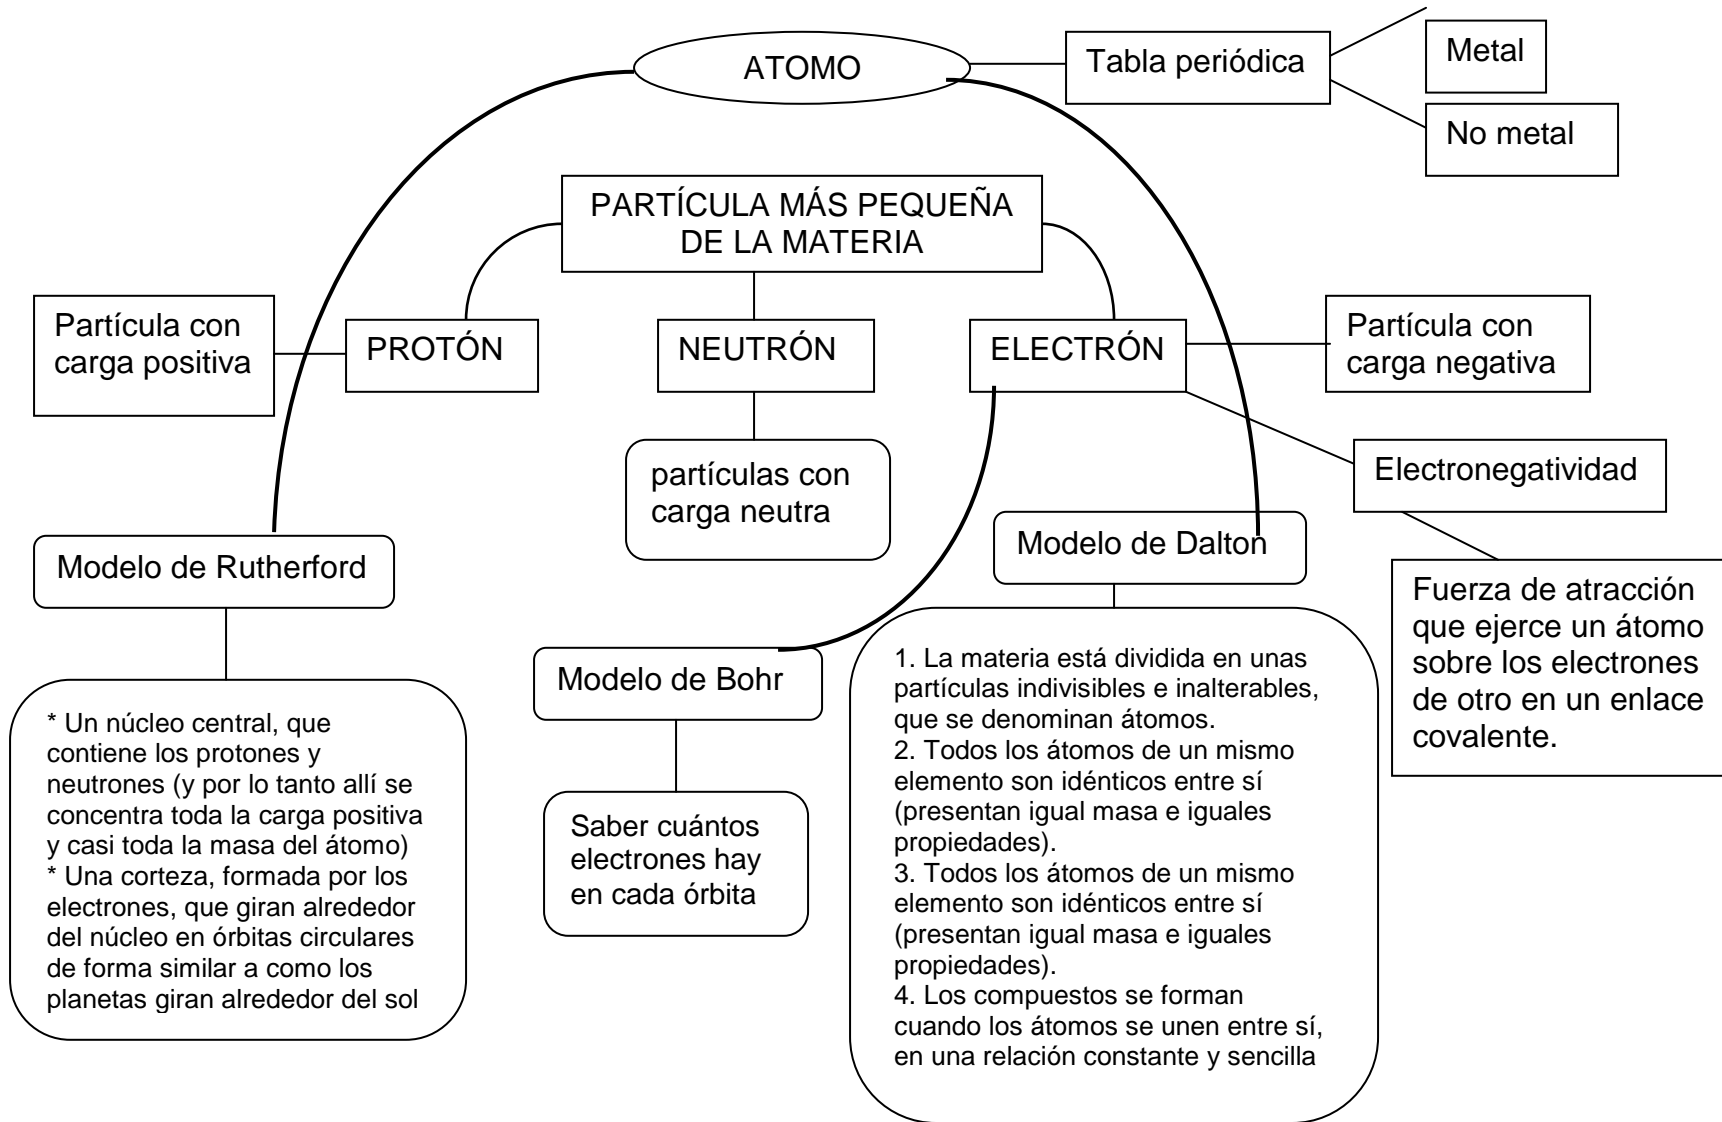 ATOMO
Tabla periódica
Metal
No metal
PARTÍCULA MÁS PEQUEÑA
DE LA MATERIA
Partícula con
carga positiva
PROTÓN
NEUTRÓN
ELECTRÓN
Partícula con
carga negativa
partículas con
carga neutra
Electronegatividad
Modelo de Rutherford
Modelo de Dalton
Fuerza de atracción
que ejerce un átomo
sobre los electrones
de otro en un enlace
covalente.
Modelo de Bohr
* Un núcleo central, que
contiene los protones y
neutrones (y por lo tanto allí se
concentra toda la carga positiva
y casi toda la masa del átomo)
* Una corteza, formada por los
electrones, que giran alrededor
del núcleo en órbitas circulares
de forma similar a como los
planetas giran alrededor del sol
Saber cuántos
electrones hay
en cada órbita
1. La materia está dividida en unas
partículas indivisibles e inalterables,
que se denominan átomos.
2. Todos los átomos de un mismo
elemento son idénticos entre sí
(presentan igual masa e iguales
propiedades).
3. Todos los átomos de un mismo
elemento son idénticos entre sí
(presentan igual masa e iguales
propiedades).
4. Los compuestos se forman
cuando los átomos se unen entre sí,
en una relación constante y sencilla